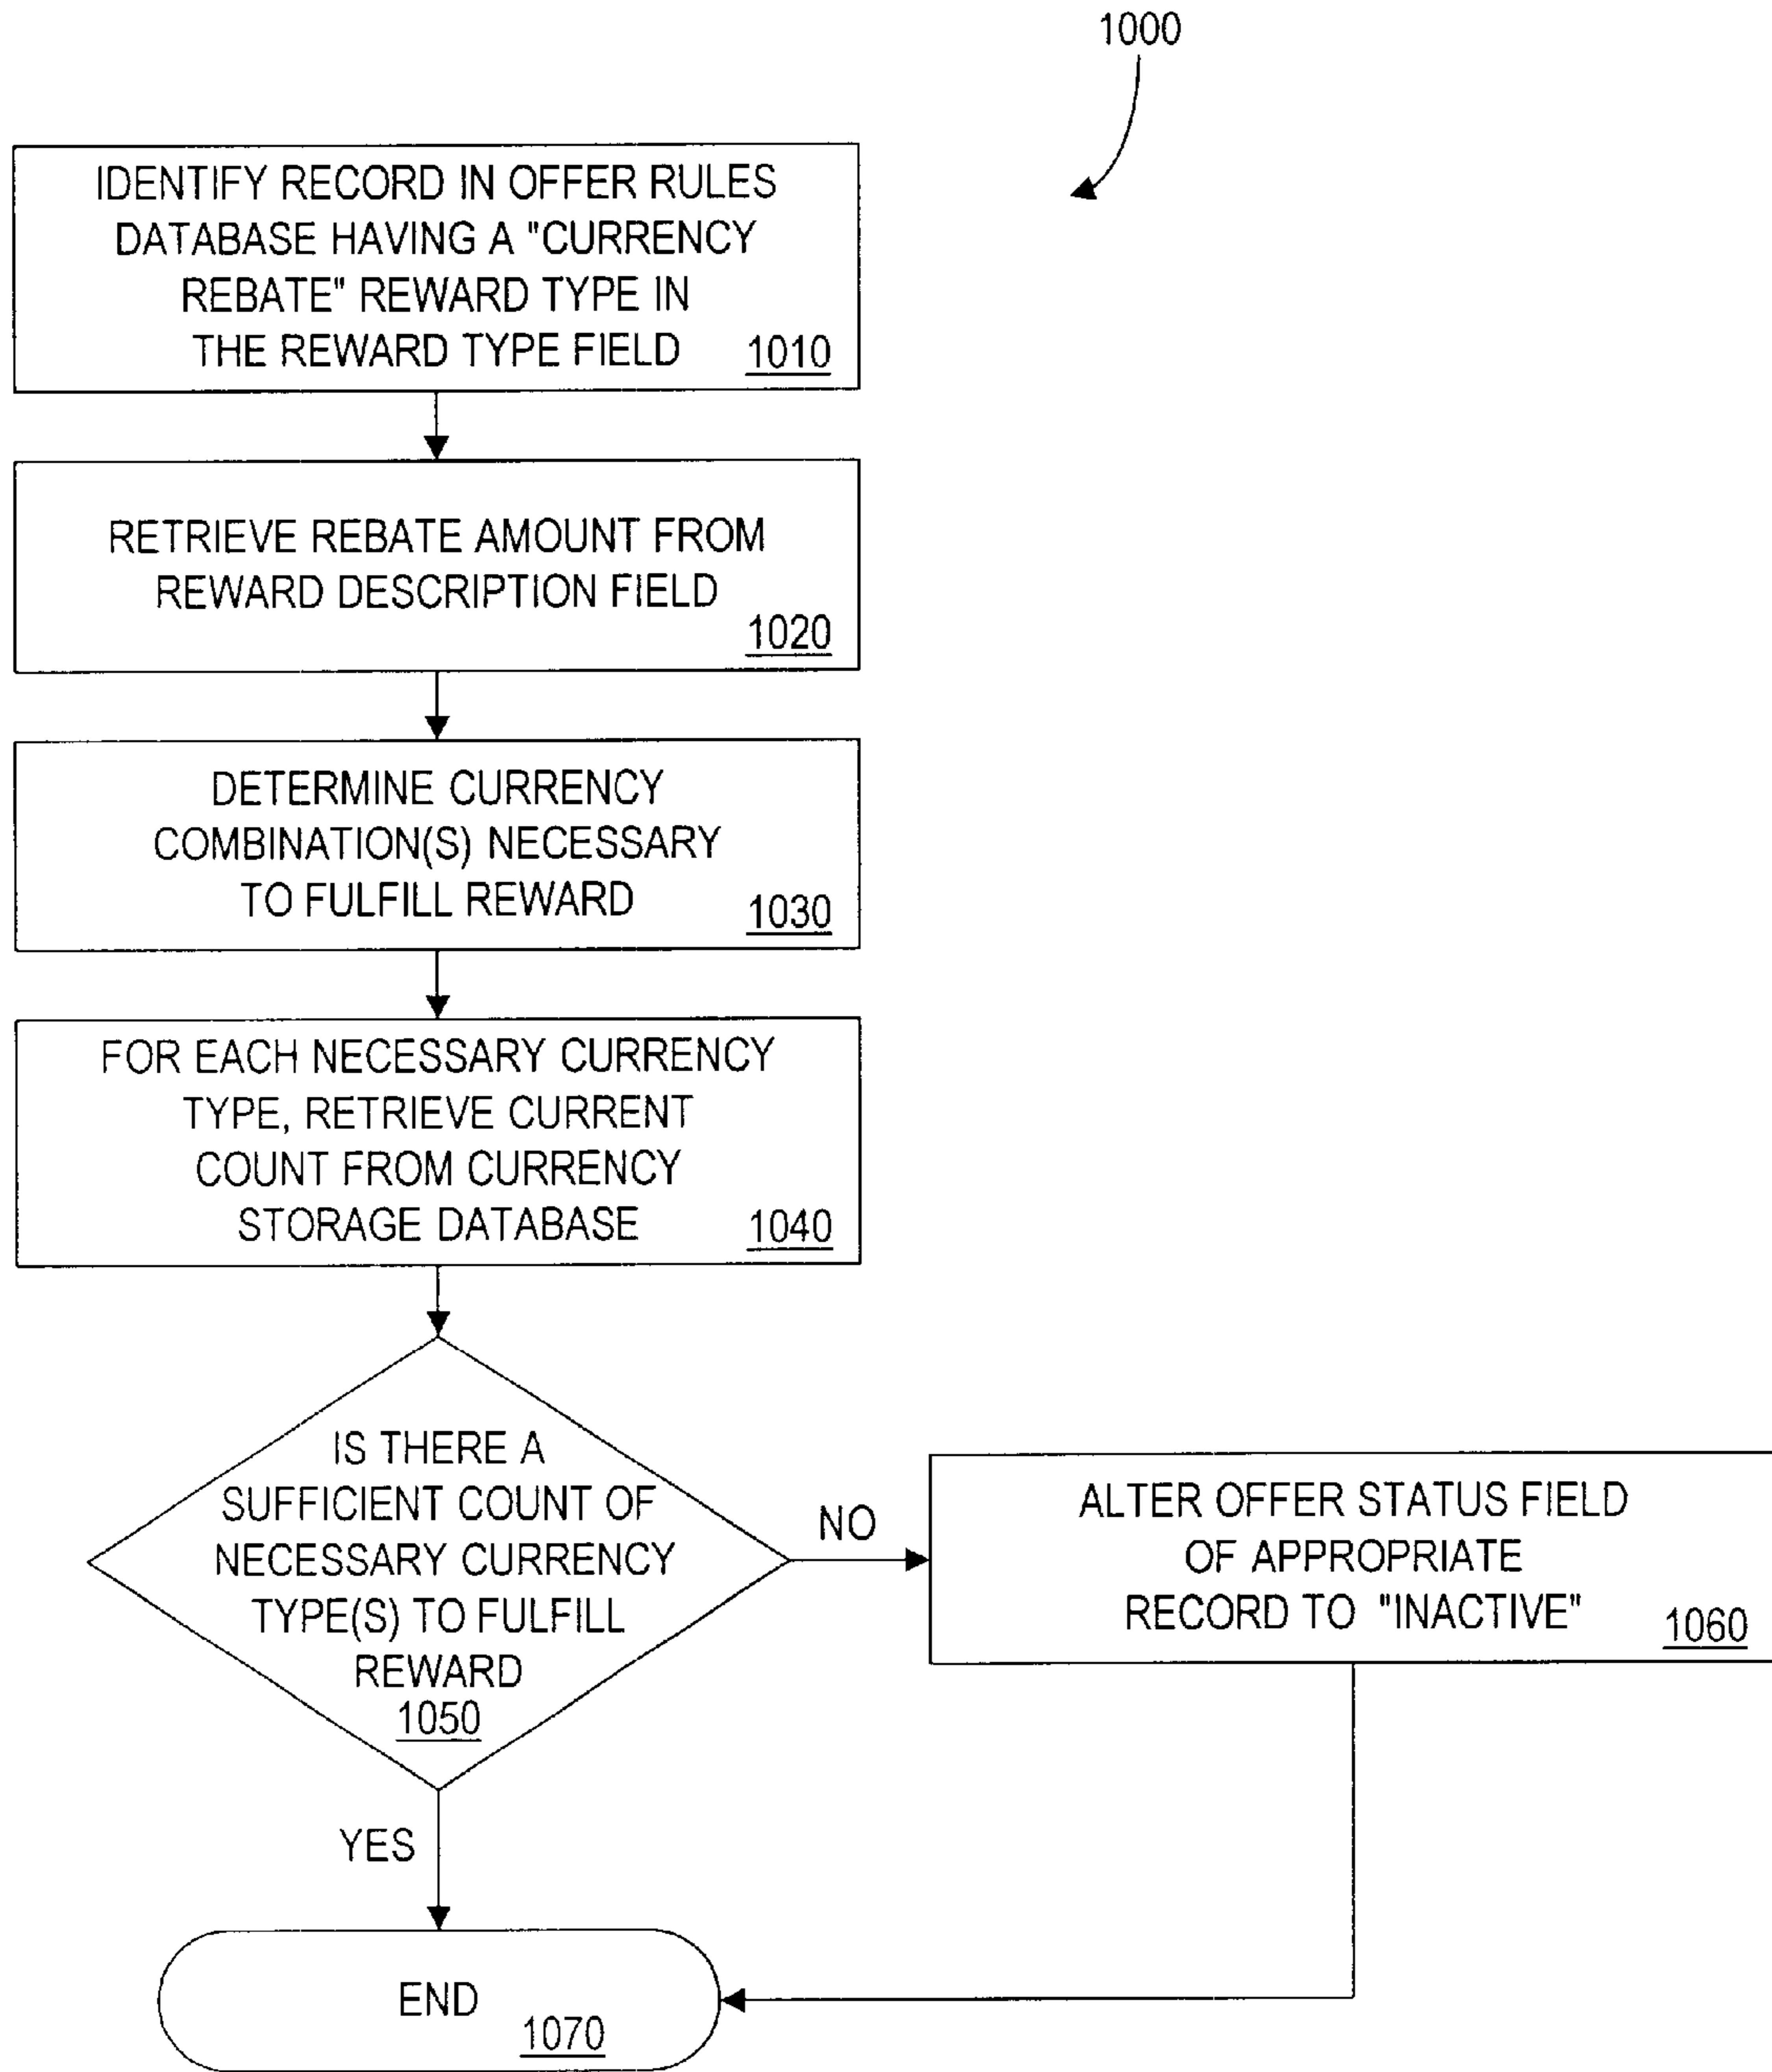 1000
IDENTIFY RECORD IN OFFER RULES
DATABASE HAVING A "CURRENCY
REBATE" REWARD TYPE IN
THE REWARD TYPE FIELD
1010
RETRIEVE REBATE AMOUNT FROM
REWARD DESCRIPTION FIELD
1020
DETERMINE CURRENCY
COMBINATION(S) NECESSARY
TO FULFILL REWARD
1030
FOR EACH NECESSARY CURRENCY
TYPE, RETRIEVE CURRENT
COUNT FROM CURRENCY
STORAGE DATABASE
1040
IS THERE A
SUFFICIENT COUNT OF
NECESSARY CURRENCY
TYPE(S) TO FULFILL
REWARD
1050
NO
ALTER OFFER STATUS FIELD
OF APPROPRIATE
RECORD TO "INACTIVE"
1060
YES
END
1070